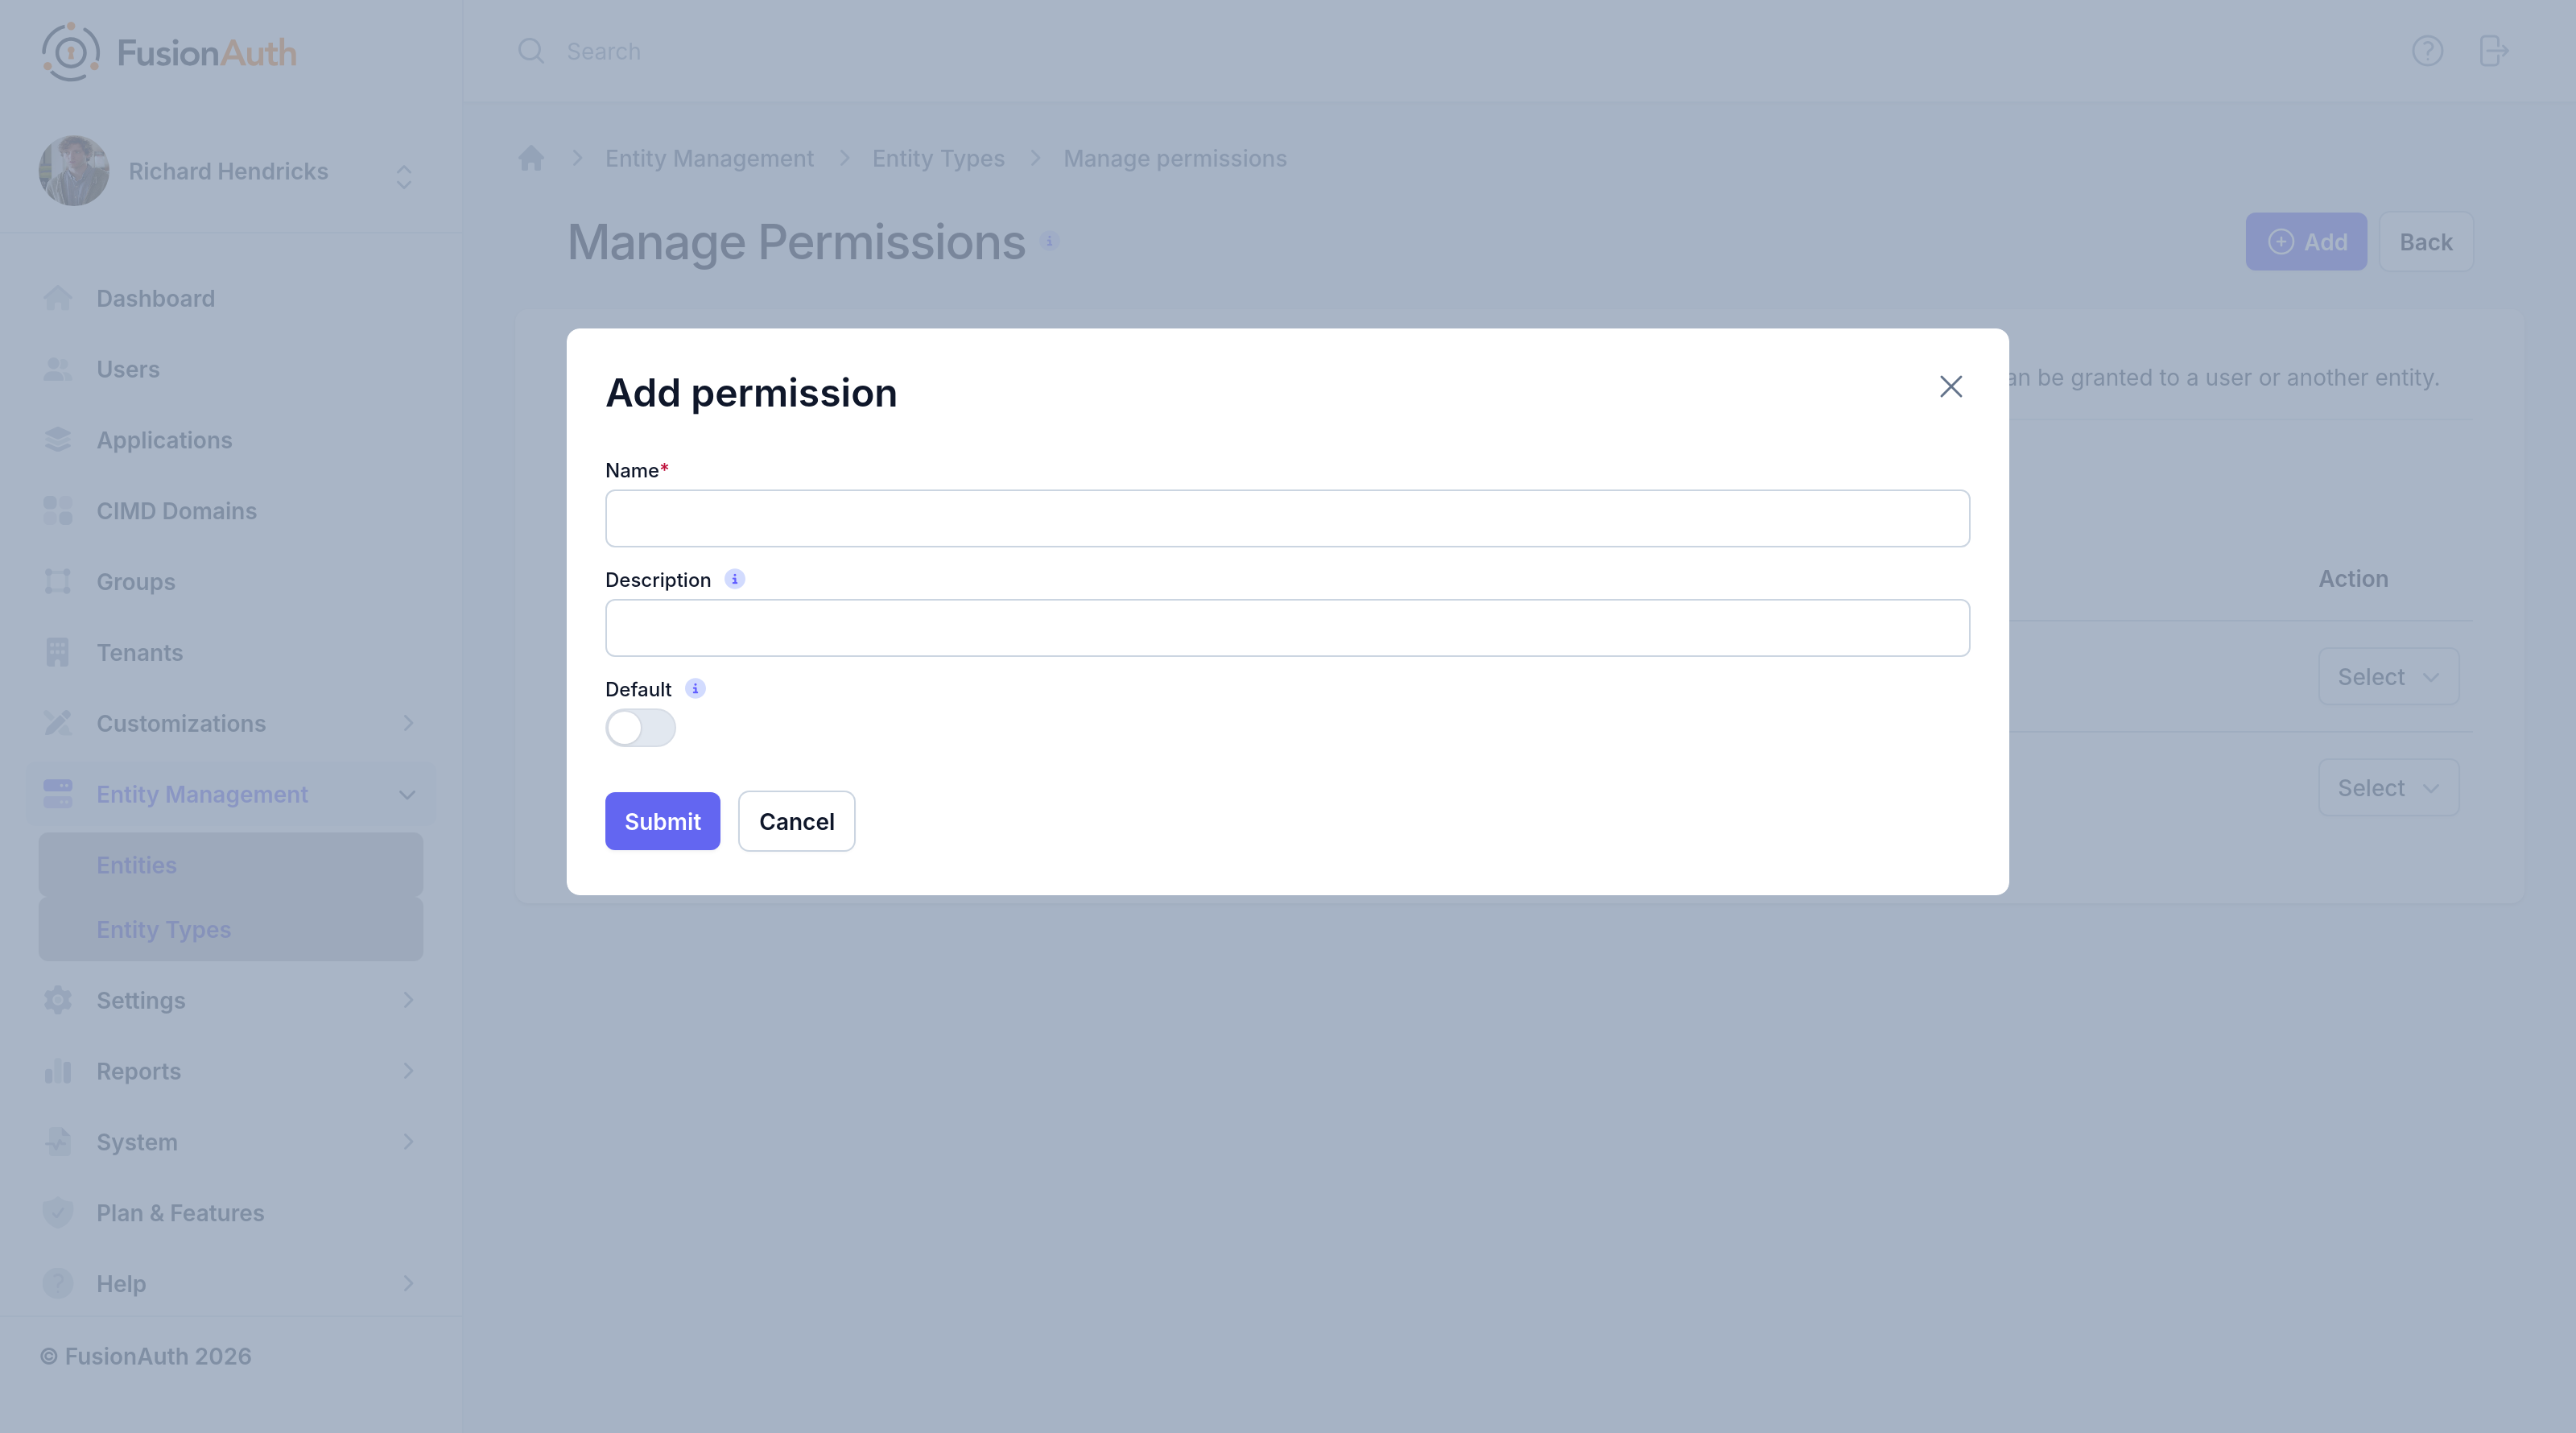 FusionAuth
Search
Richard Hendricks
Entity Management
Entity Types
Manage permissions
Manage Permissions
Add
Back
Dashboard
Users
Applications
CIMD Domains
Groups
Tenants
Customizations
Entity Management
Entities
Entity Types
Settings
Reports
System
Plan & Features
Help
© FusionAuth 2026
Add permission
Name*
Description
Default
Submit
Cancel
can be granted to a user or another entity.
Action
Select
Select